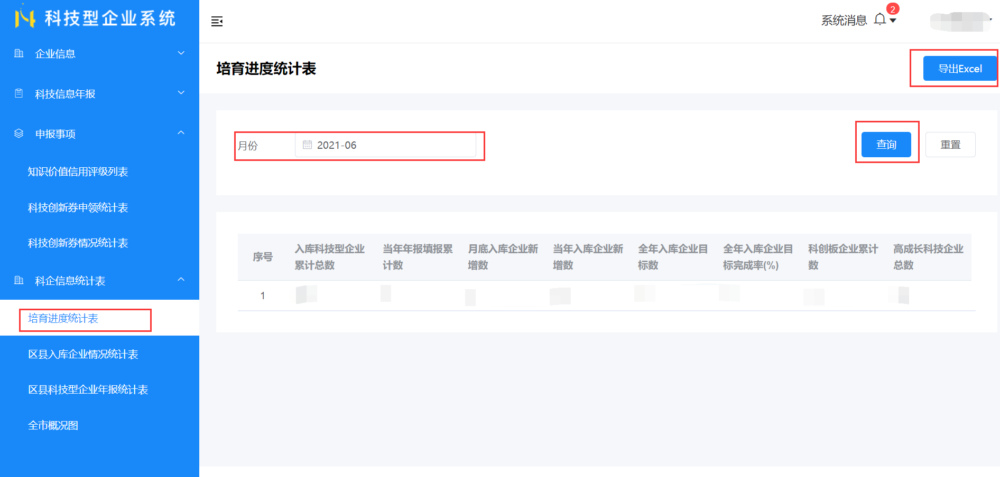 科技型企业系统
企业信息
科技信息年报
申报事项
知识价值信用评级列表
科技创新券申领统计表
科技创新券情况统计表
科企信息统计表
培育进度统计表
区县入库企业情况统计表
区县科技型企业年报统计表
全市概况图
系统消息 2
培育进度统计表
导出Excel
月份 2021-06
查询 重置
序号 入库科技型企业 当年年报填报累 月底入库企业新 当年入库企业新 全年入库企业目 全年入库企业目 科创板企业累计 高成长科技企业
累计总数 计数 增数 增数 标数 标完成率(%) 数 总数
1